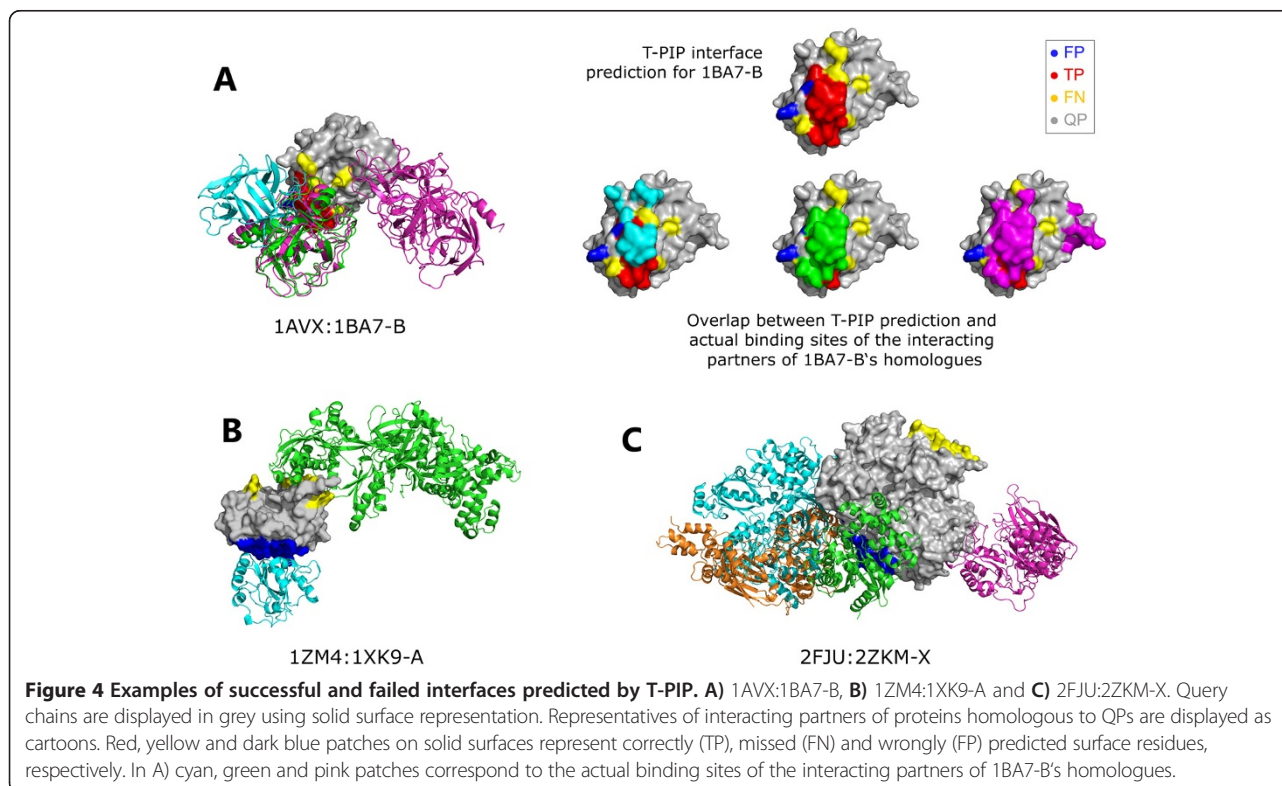 A
T-PIP interface
prediction for 1BA7-B
FP
TP
FN
QP
1AVX:1BA7-B
Overlap between T-PIP prediction and
actual binding sites of the interacting
partners of 1BA7-B's homologues
B
C
1ZM4:1XK9-A
2FJU:2ZKM-X
Figure 4 Examples of successful and failed interfaces predicted by T-PIP. A) 1AVX:1BA7-B, B) 1ZM4:1XK9-A and C) 2FJU:2ZKM-X. Query
chains are displayed in grey using solid surface representation. Representatives of interacting partners of proteins homologous to QPs are displayed as
cartoons. Red, yellow and dark blue patches on solid surfaces represent correctly (TP), missed (FN) and wrongly (FP) predicted surface residues,
respectively. In A) cyan, green and pink patches correspond to the actual binding sites of the interacting partners of 1BA7-B's homologues.